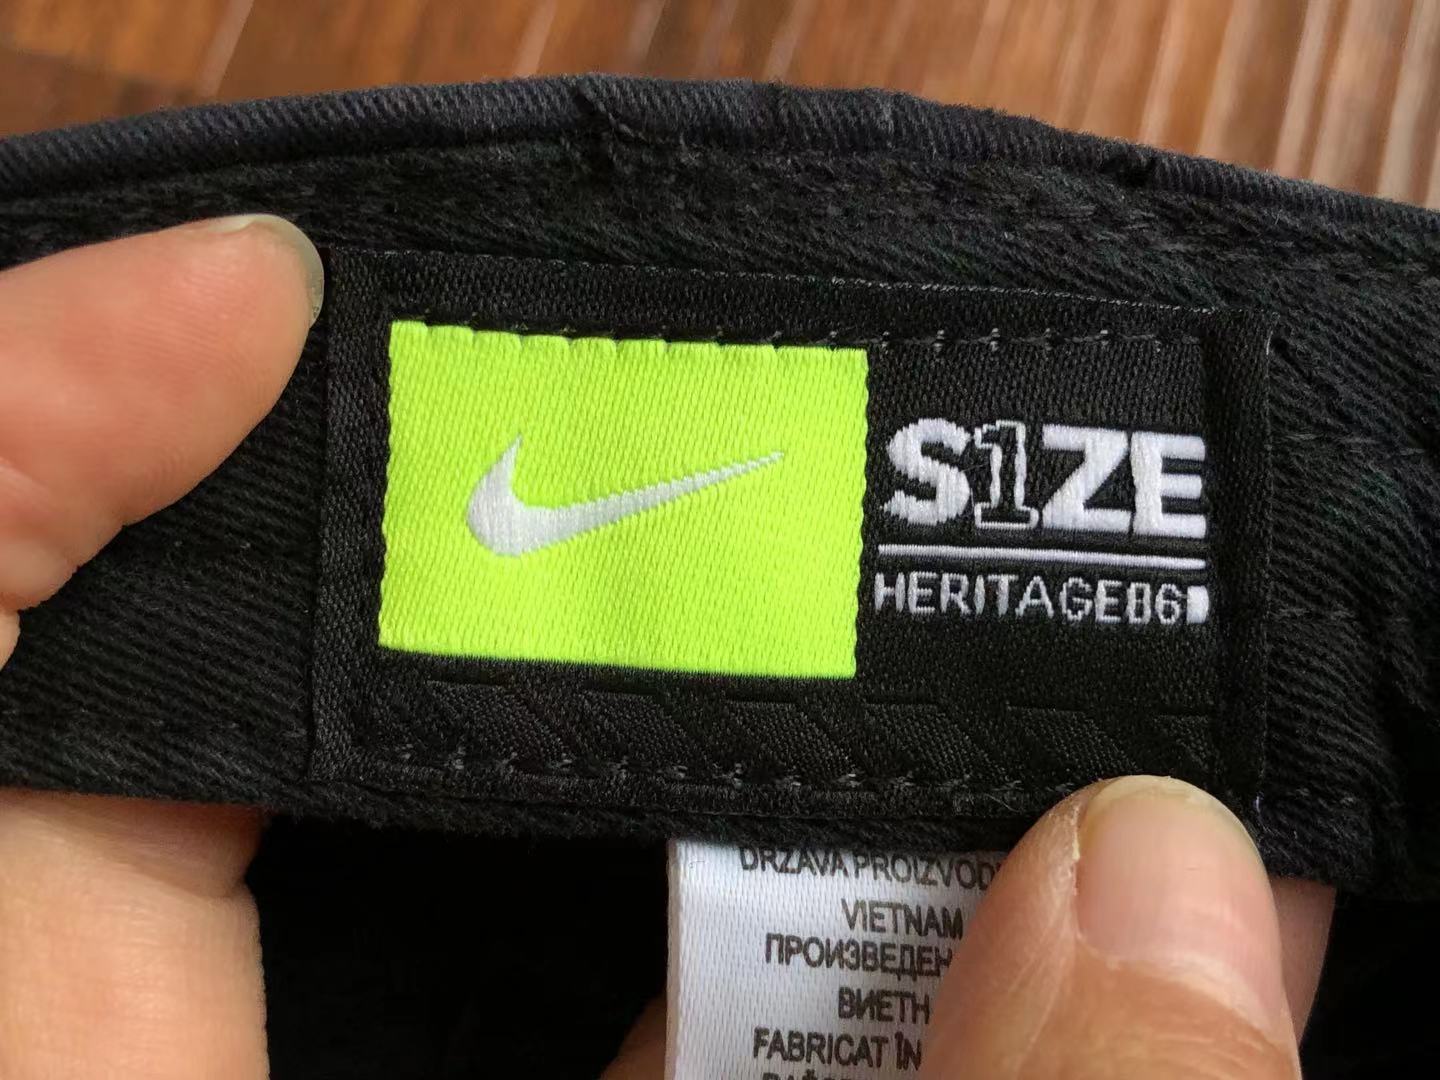 S1ZE
HERITAGE86
DRZAVA PROIZVOD
VIETNAM
ПРОИЗВЕДЕН
ВИЕТН
FABRICAT ÎN